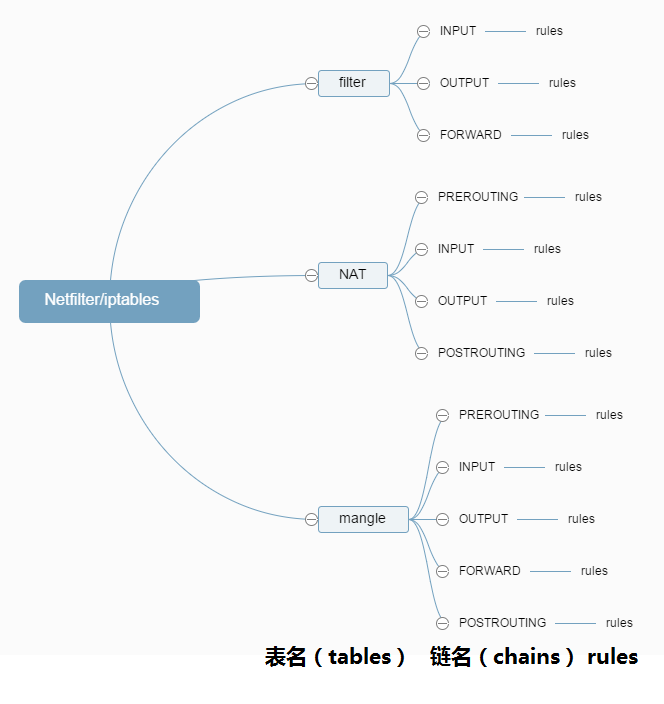 INPUT rules
filter OUTPUT rules
FORWARD rules
PREROUTING rules
INPUT rules
Netfilter/iptables NAT
OUTPUT rules
POSTROUTING rules
PREROUTING rules
INPUT rules
mangle OUTPUT rules
FORWARD rules
POSTROUTING rules
表名（tables） 链名（chains） rules